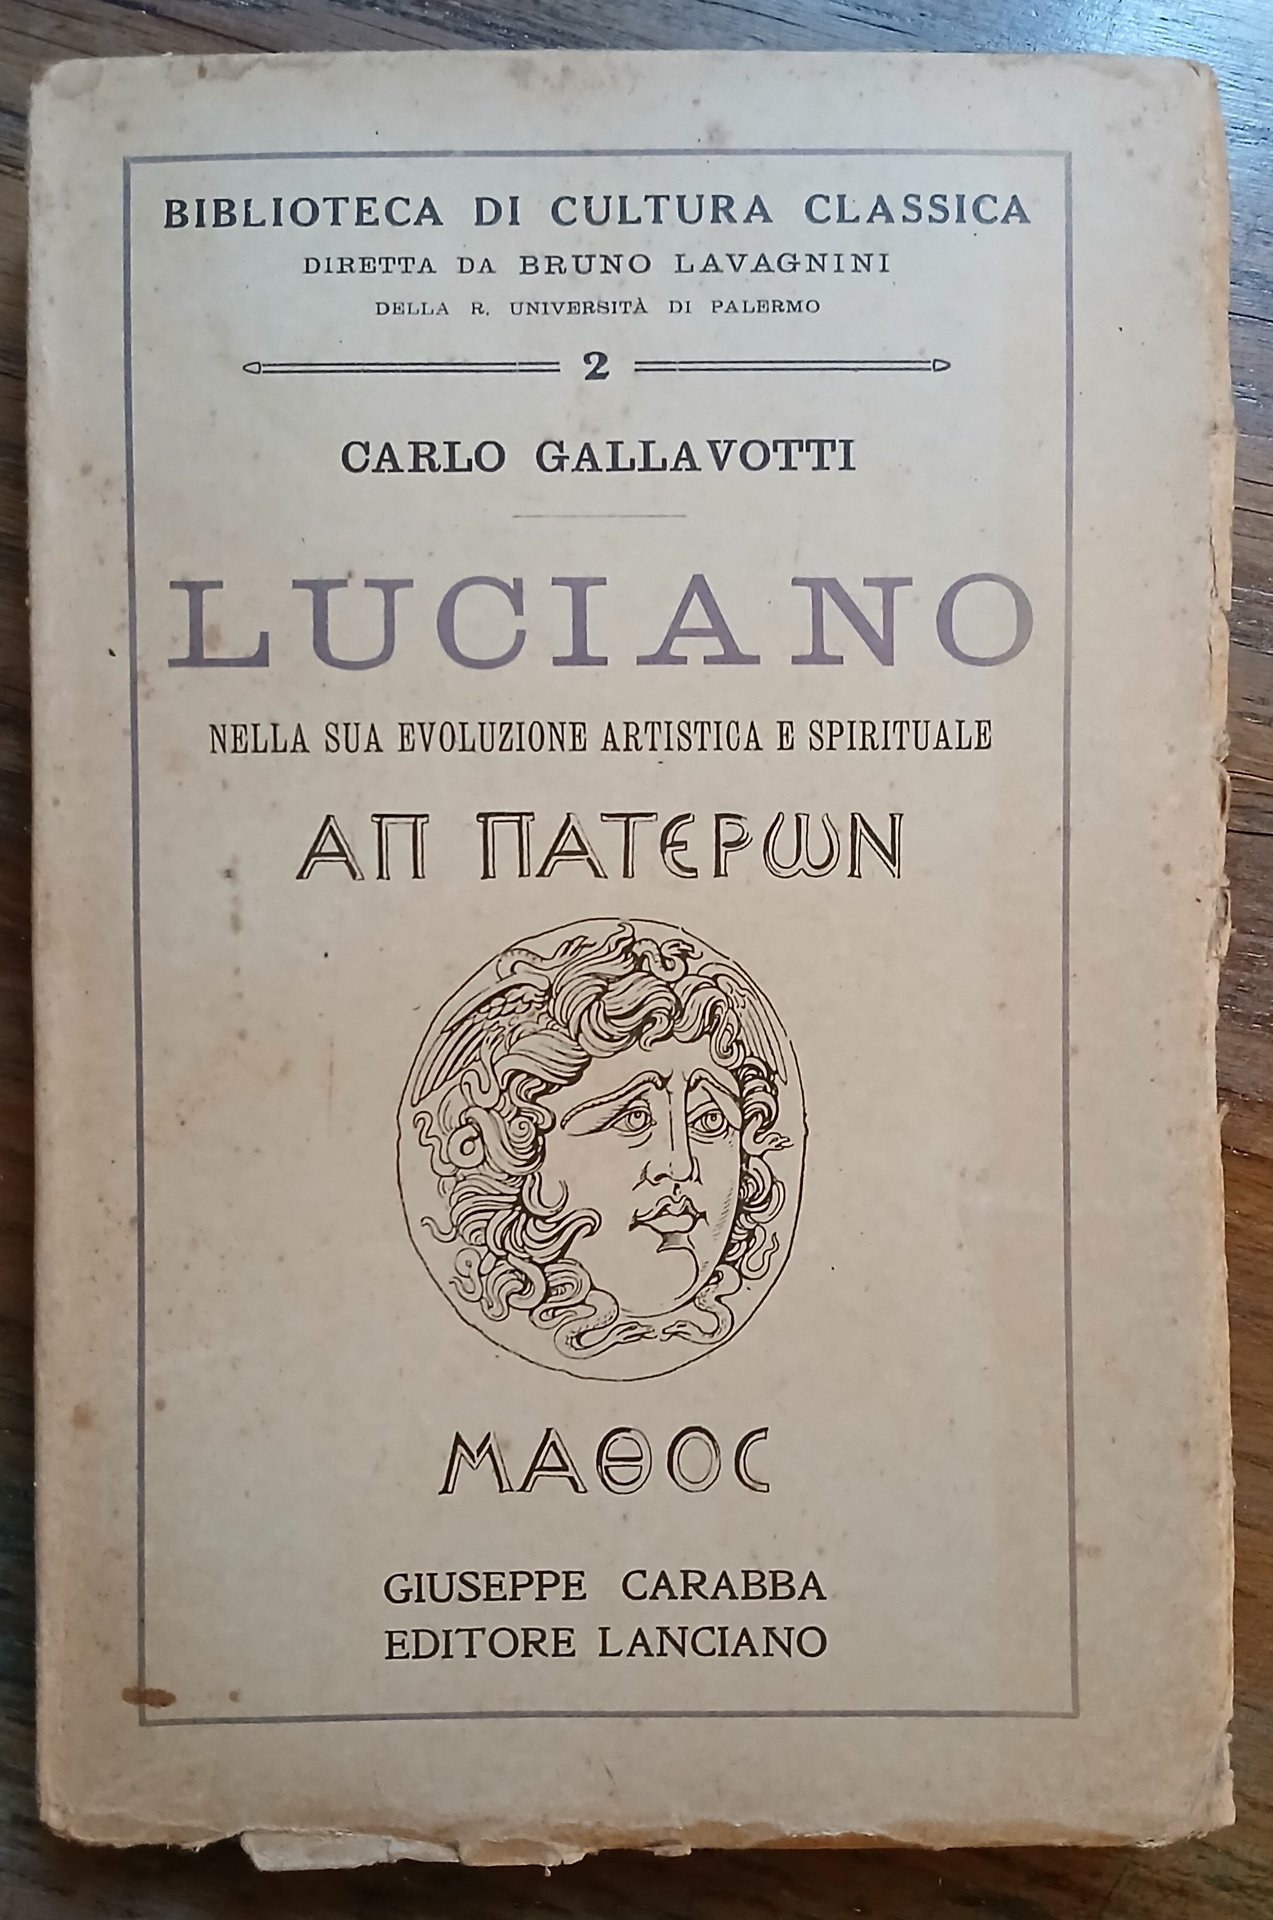 BIBLIOTECA DI CULTURA CLASSICA
DIRETTA DA BRUNO LAVAGNINI
DELLA R. UNIVERSITÀ DI PALERMO
2
CARLO GALLAVOTTI
LUCIANO
NELLA SUA EVOLUZIONE ARTISTICA E SPIRITUALE
ΑΠ ΠΑΤΕΡΩΝ
ΜΑΘΟϹ
GIUSEPPE CARABBA
EDITORE LANCIANO